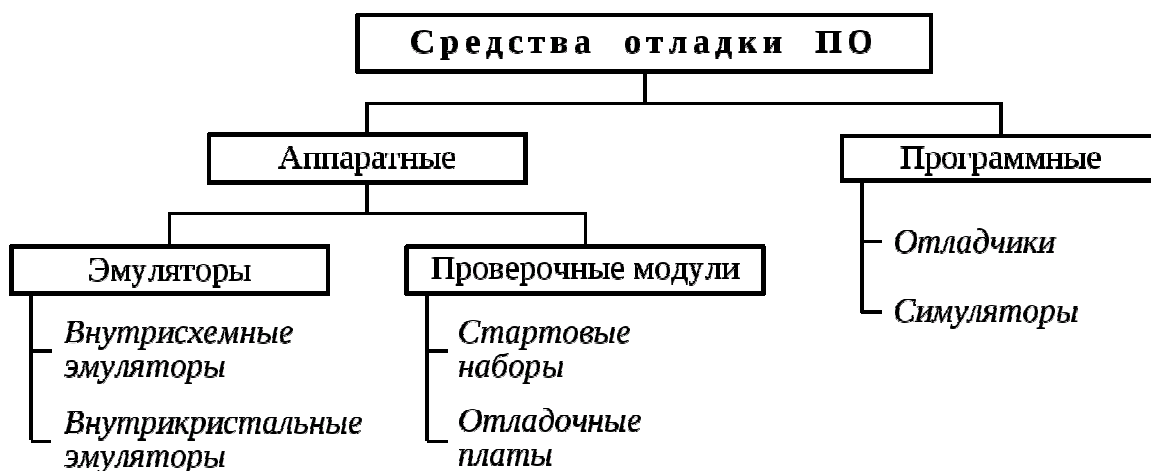 Средства отладки ПО
Аппаратные
Программные
Эмуляторы
Проверочные модули
Отладчики
Симуляторы
Внутрисхемные
эмуляторы
Внутрикристальные
эмуляторы
Стартовые
наборы
Отладочные
платы